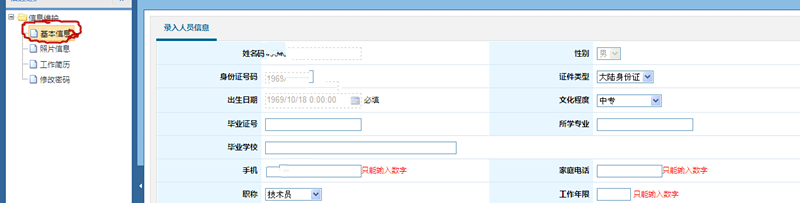 信息维护
基本信息
照片信息
工作简历
修改密码
录入人员信息
姓名码 性别 男
身份证号码 1968 证件类型 大陆身份证
出生日期 1969/10/18 0:00:00 必填 文化程度 中专
毕业证号 所学专业
毕业学校
手机 只能输入数字 家庭电话 只能输入数字
职称 技术员 工作年限 只能输入数字